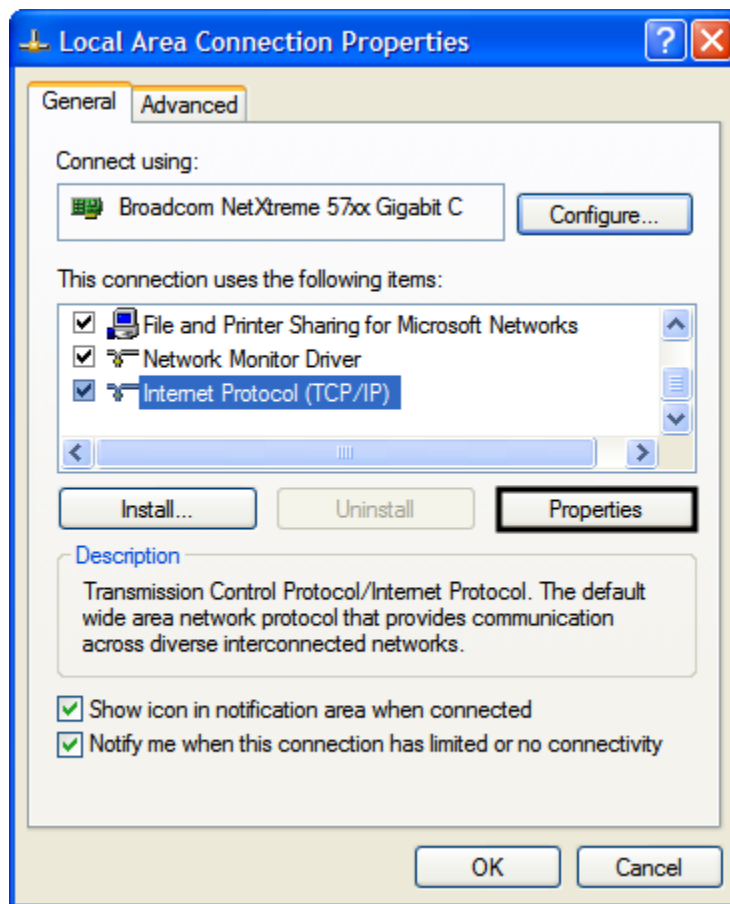 Local Area Connection Properties
General
Advanced
Connect using:
Broadcom NetXtreme 57xx Gigabit C
Configure...
This connection uses the following items:
File and Printer Sharing for Microsoft Networks
Network Monitor Driver
Internet Protocol (TCP/IP)
Install...
Uninstall
Properties
Description
Transmission Control Protocol/Internet Protocol. The default
wide area network protocol that provides communication
across diverse interconnected networks.
Show icon in notification area when connected
Notify me when this connection has limited or no connectivity
OK
Cancel